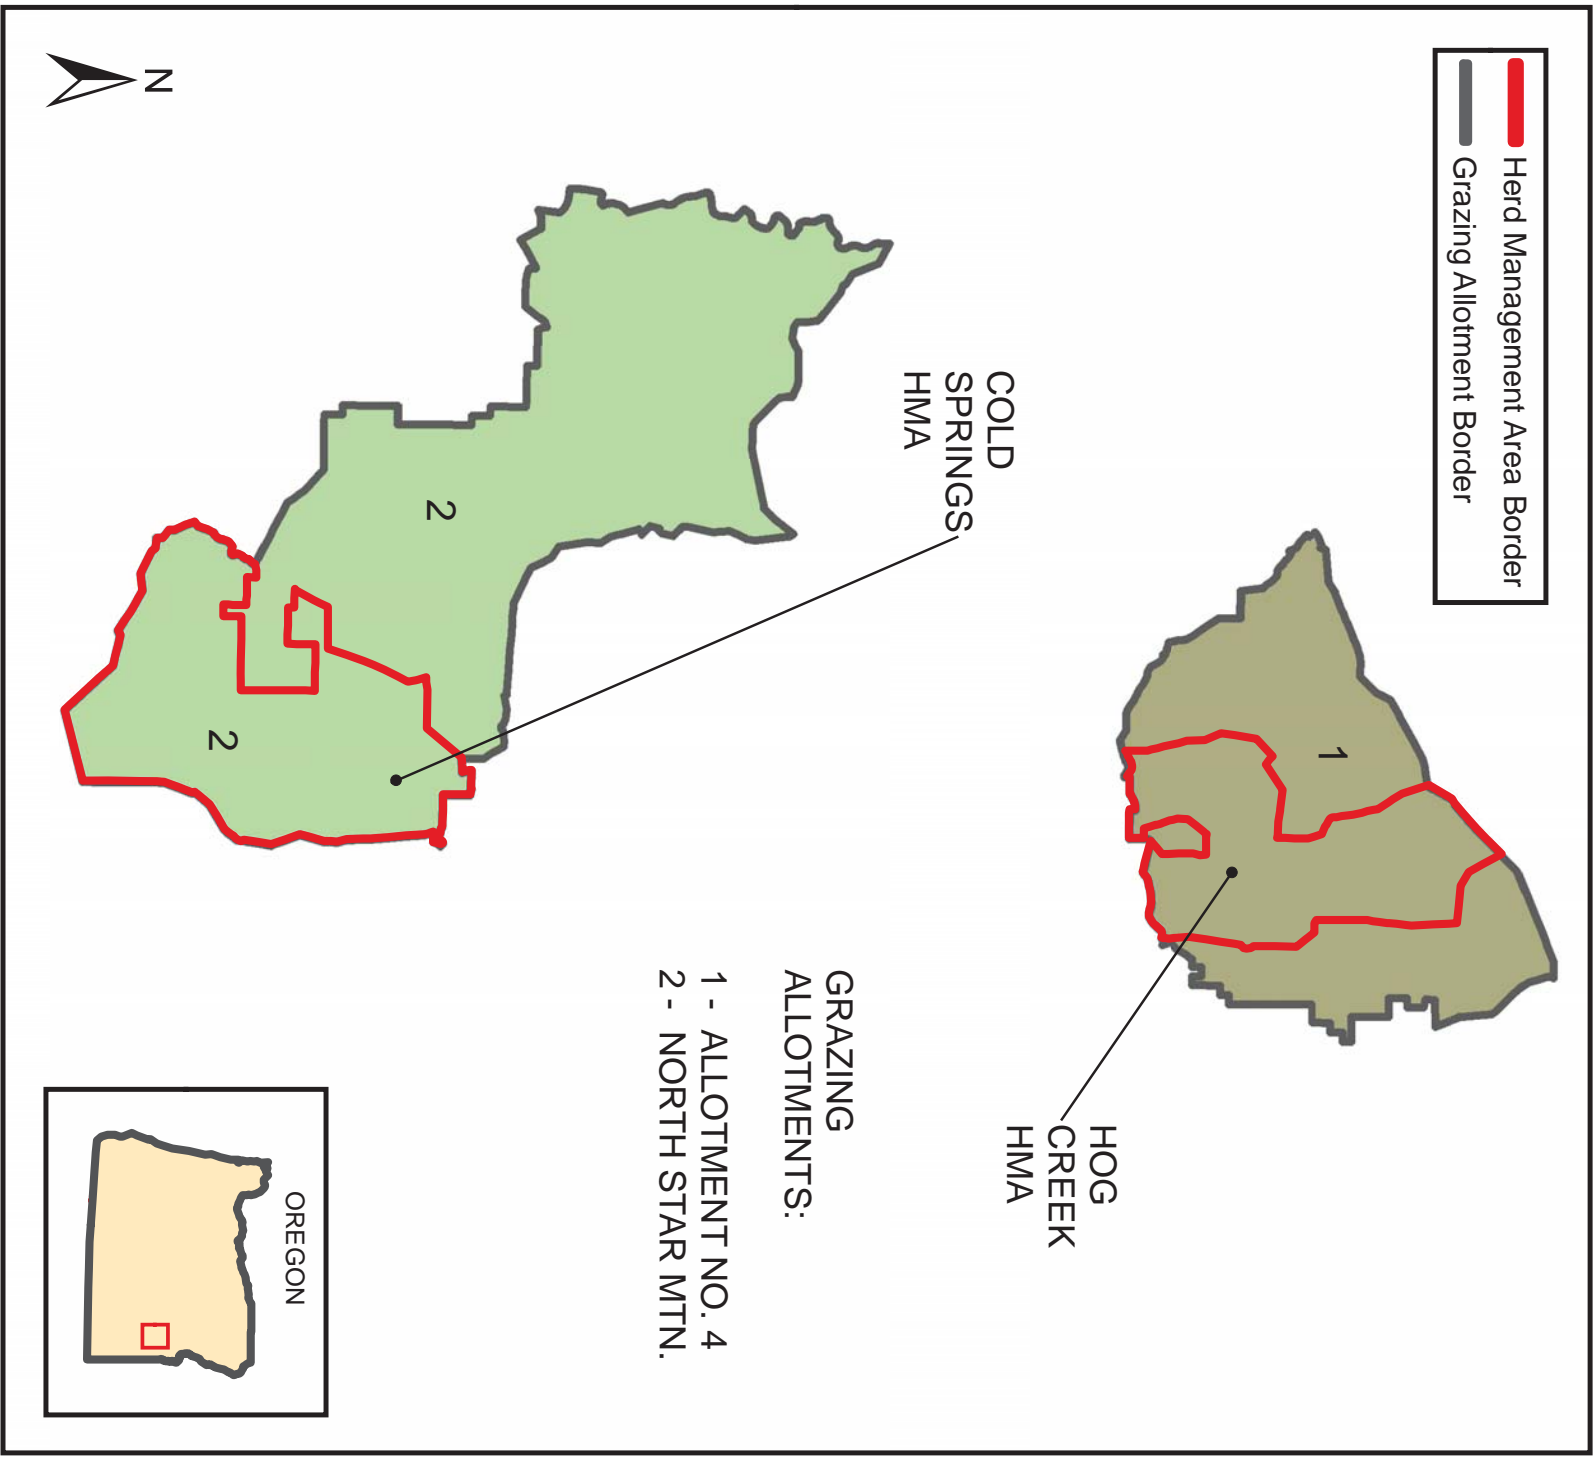 Herd Management Area Border
Grazing Allotment Border
1
HOG
CREEK
HMA
COLD
SPRINGS
HMA
GRAZING
ALLOTMENTS:
1 - ALLOTMENT NO. 4
2 - NORTH STAR MTN.
2
2
OREGON
N